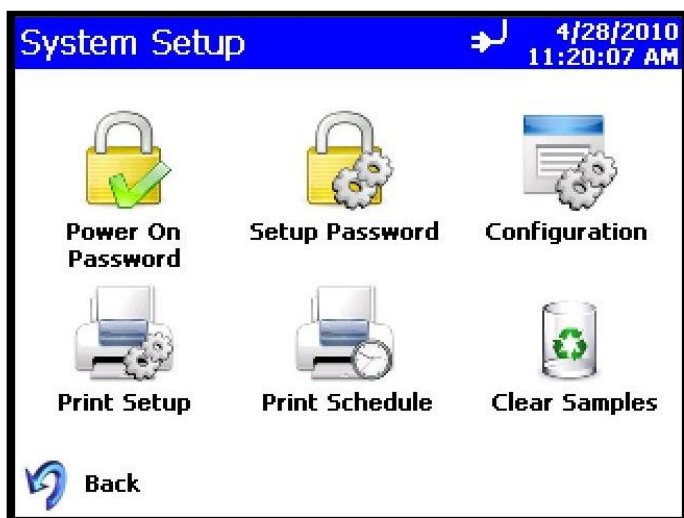 System Setup
4/28/2010
11:20:07 AM
Power On
Password
Setup Password
Configuration
Print Setup
Print Schedule
Clear Samples
Back